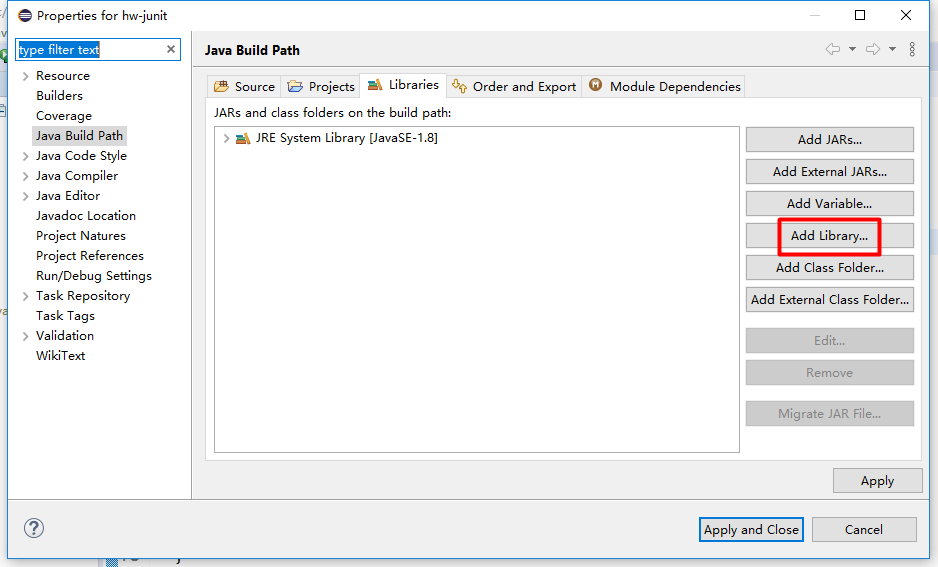 Properties for hw-junit
type filter text
Java Build Path
Resource
Builders
Coverage
Java Build Path
Java Code Style
Java Compiler
Java Editor
Javadoc Location
Project Natures
Project References
Run/Debug Settings
Task Repository
Task Tags
Validation
WikiText
Source
Projects
Libraries
Order and Export
Module Dependencies
JARs and class folders on the build path:
JRE System Library [JavaSE-1.8]
Add JARs...
Add External JARs...
Add Variable...
Add Library...
Add Class Folder...
Add External Class Folder...
Edit...
Remove
Migrate JAR File...
Apply
Apply and Close
Cancel